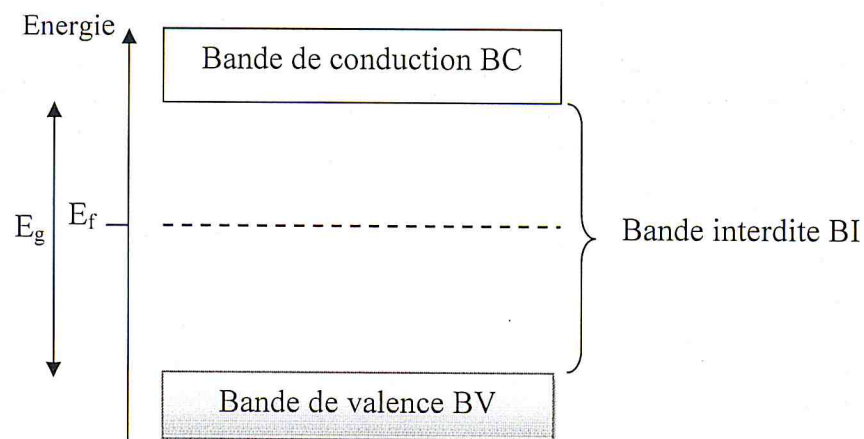 Energie
Bande de conduction BC
E_g
E_f
Bande interdite BI
Bande de valence BV